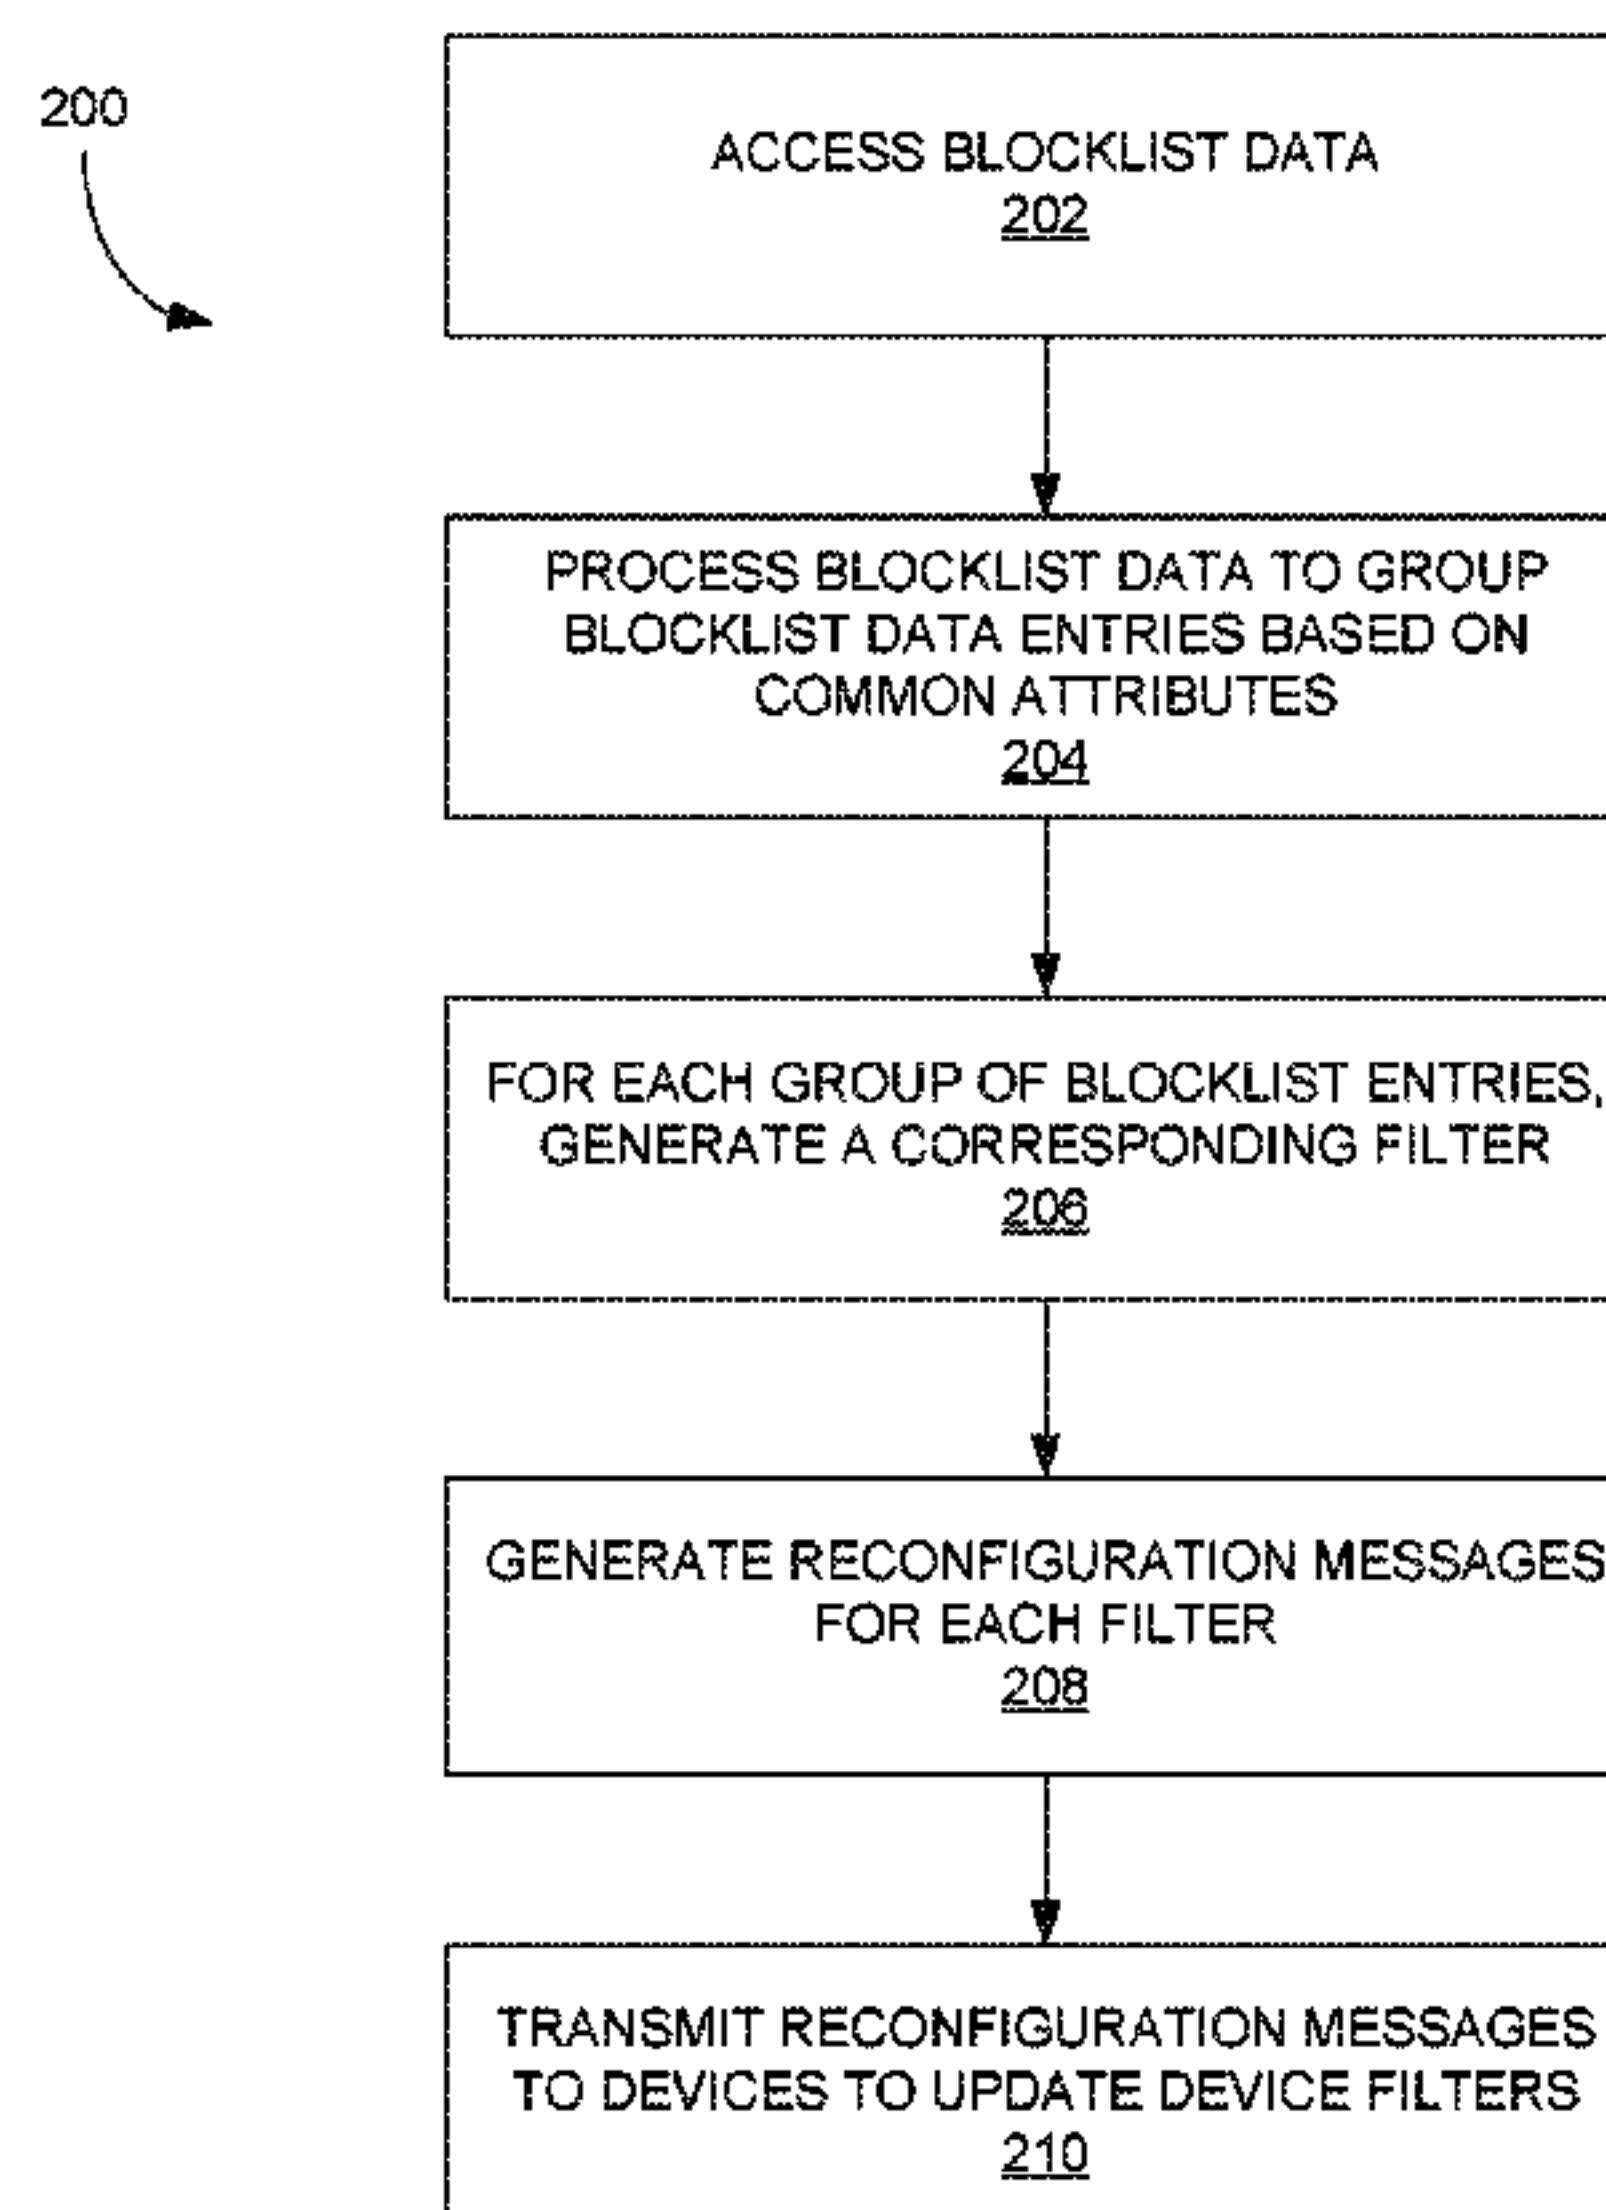 200
ACCESS BLOCKLIST DATA
202
PROCESS BLOCKLIST DATA TO GROUP
BLOCKLIST DATA ENTRIES BASED ON
COMMON ATTRIBUTES
204
FOR EACH GROUP OF BLOCKLIST ENTRIES,
GENERATE A CORRESPONDING FILTER
206
GENERATE RECONFIGURATION MESSAGES
FOR EACH FILTER
208
TRANSMIT RECONFIGURATION MESSAGES
TO DEVICES TO UPDATE DEVICE FILTERS
210